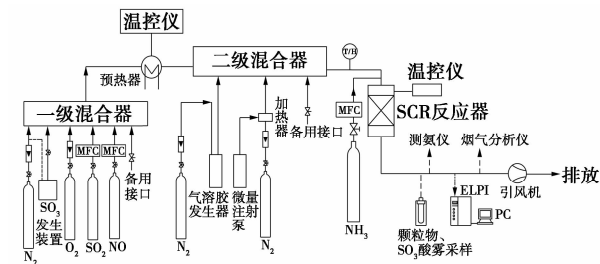 温控仪
预热器
二级混合器
T/H
温控仪
一级混合器
加热器
备用接口
MFC
SCR反应器
MFC
MFC
备用接口
测氨仪
烟气分析仪
排放
引风机
SO3
发生装置
气溶胶发生器
微量注射泵
ELPI
PC
N2
O2
SO2
NO
N2
N2
NH3
颗粒物、
SO3酸雾采样